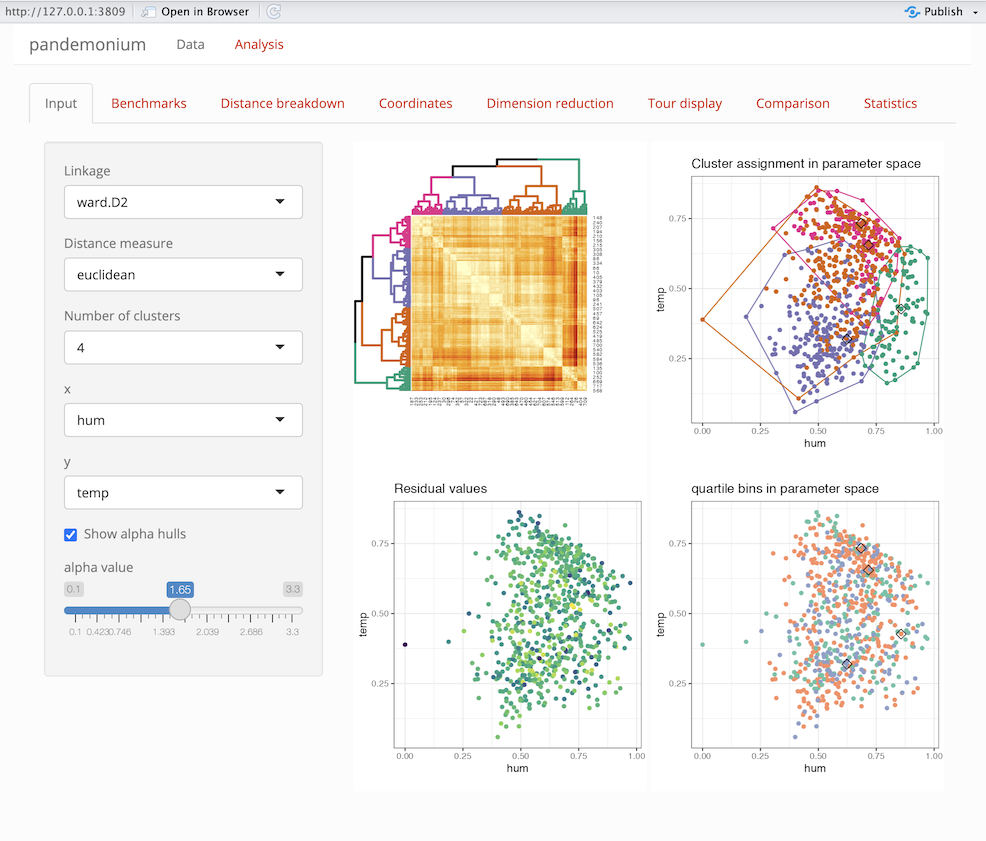 http://127.0.0.1:3809 Open in Browser Publish
pandemonium Data Analysis
Input Benchmarks Distance breakdown Coordinates Dimension reduction Tour display Comparison Statistics
Linkage
ward.D2
Distance measure
euclidean
Number of clusters
4
x
hum
y
temp
Show alpha hulls
alpha value
0.1 1.65 3.3
0.1 0.423 0.746 1.393 2.039 2.686 3.3
Cluster assignment in parameter space
temp
0.75
0.50
0.25
0.00 0.25 0.50 0.75 1.00
hum
Residual values
temp
0.75
0.50
0.25
0.00 0.25 0.50 0.75 1.00
hum
quartile bins in parameter space
temp
0.75
0.50
0.25
0.00 0.25 0.50 0.75 1.00
hum